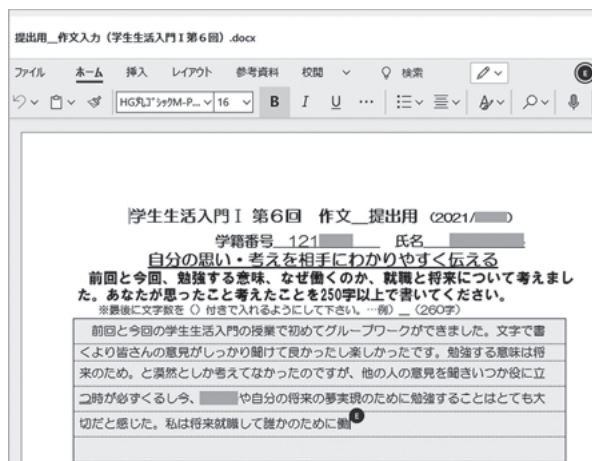 提出用__作文入力（学生生活入門Ⅰ第6回）.docx
ファイル ホーム 挿入 レイアウト 参考資料 校閲 検索
HG丸ｺﾞｼｯｸM-P... 16 B I U ...
学生生活入門Ⅰ 第6回 作文__提出用 (2021/ )
学籍番号 121 氏名
自分の思い・考えを相手にわかりやすく伝える
前回と今回、勉強する意味、なぜ働くのか、就職と将来について考えまし
た。あなたが思ったこと考えたことを250字以上で書いてください。
※最後に文字数を（）付きで入れるようにして下さい。…例）__（260字）
前回と今回の学生生活入門の授業で初めてグループワークができました。文字で書
くより皆さんの意見がしっかり聞けて良かったし楽しかったです。勉強する意味は将
来のため。と漠然としか考えてなかったのですが、他の人の意見を聞きいつか役に立
つ時が必ずくるし今、 や自分の将来の夢実現のために勉強することはとても大
切だと感じた。私は将来就職して誰かのために働